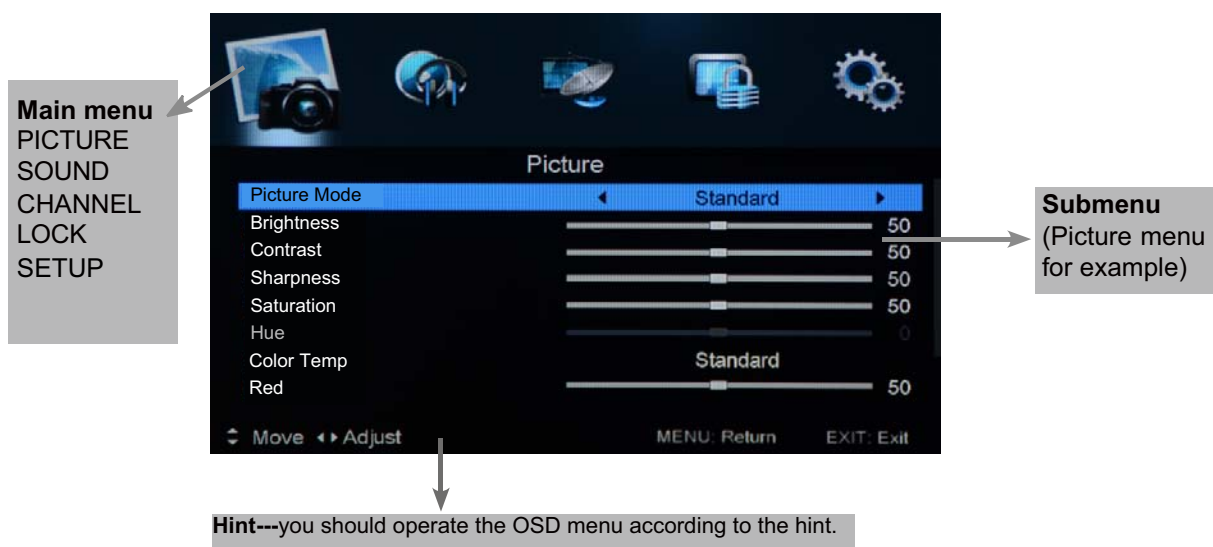 Main menu
PICTURE
SOUND
CHANNEL
LOCK
SETUP
Picture
Picture Mode Standard
Brightness 50
Contrast 50
Sharpness 50
Saturation 50
Hue 0
Color Temp Standard
Red 50
Move Adjust MENU: Return EXIT: Exit
Submenu
(Picture menu
for example)
Hint---you should operate the OSD menu according to the hint.